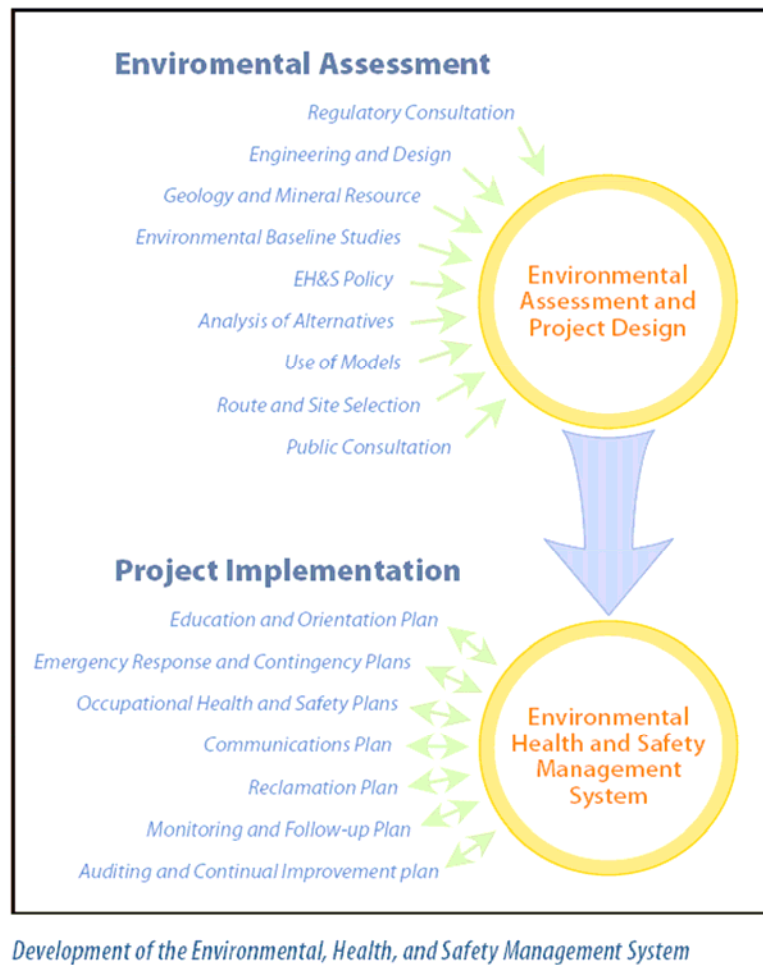 Enviromental Assessment
Regulatory Consultation
Engineering and Design
Geology and Mineral Resource
Environmental Baseline Studies
EH&S Policy
Analysis of Alternatives
Use of Models
Route and Site Selection
Public Consultation
Environmental
Assessment and
Project Design
Project Implementation
Education and Orientation Plan
Emergency Response and Contingency Plans
Occupational Health and Safety Plans
Communications Plan
Reclamation Plan
Monitoring and Follow-up Plan
Auditing and Continual Improvement plan
Environmental
Health and Safety
Management
System
Development of the Environmental, Health, and Safety Management System